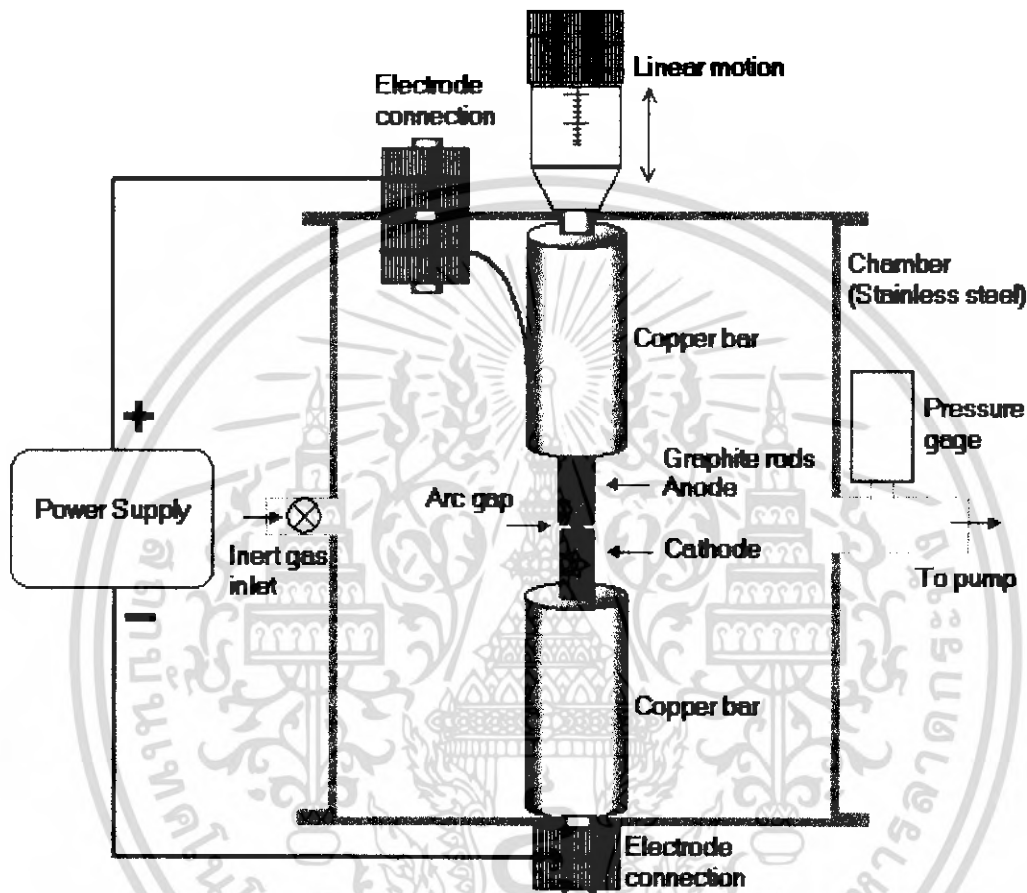 Linear motion
Electrode
connection
Chamber
(Stainless steel)
Copper bar
+
Pressure
gage
Graphite rods
Anode
Power Supply
Arc gap
Cathode
Inert gas
inlet
To pump
−
Copper bar
Electrode
connection